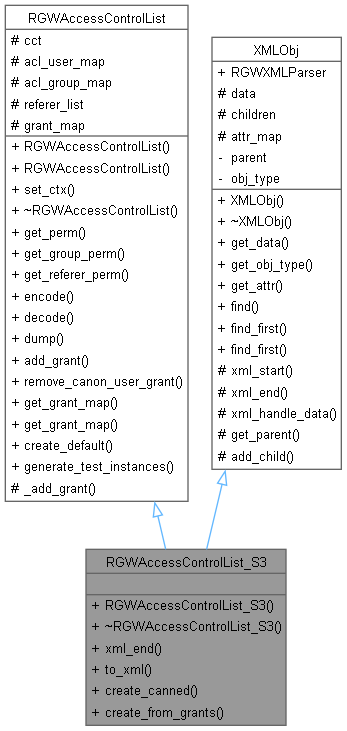 RGWAccessControlList
# cct
# acl_user_map
# acl_group_map
# referer_list
# grant_map
+ RGWAccessControlList()
+ RGWAccessControlList()
+ set_ctx()
+ ~RGWAccessControlList()
+ get_perm()
+ get_group_perm()
+ get_referer_perm()
+ encode()
+ decode()
+ dump()
+ add_grant()
+ remove_canon_user_grant()
+ get_grant_map()
+ get_grant_map()
+ create_default()
+ generate_test_instances()
# _add_grant()
XMLObj
+ RGWXMLParser
# data
# children
# attr_map
- parent
- obj_type
+ XMLObj()
+ ~XMLObj()
+ get_data()
+ get_obj_type()
+ get_attr()
+ find()
+ find_first()
+ find_first()
# xml_start()
# xml_end()
# xml_handle_data()
# get_parent()
# add_child()
RGWAccessControlList_S3
+ RGWAccessControlList_S3()
+ ~RGWAccessControlList_S3()
+ xml_end()
+ to_xml()
+ create_canned()
+ create_from_grants()